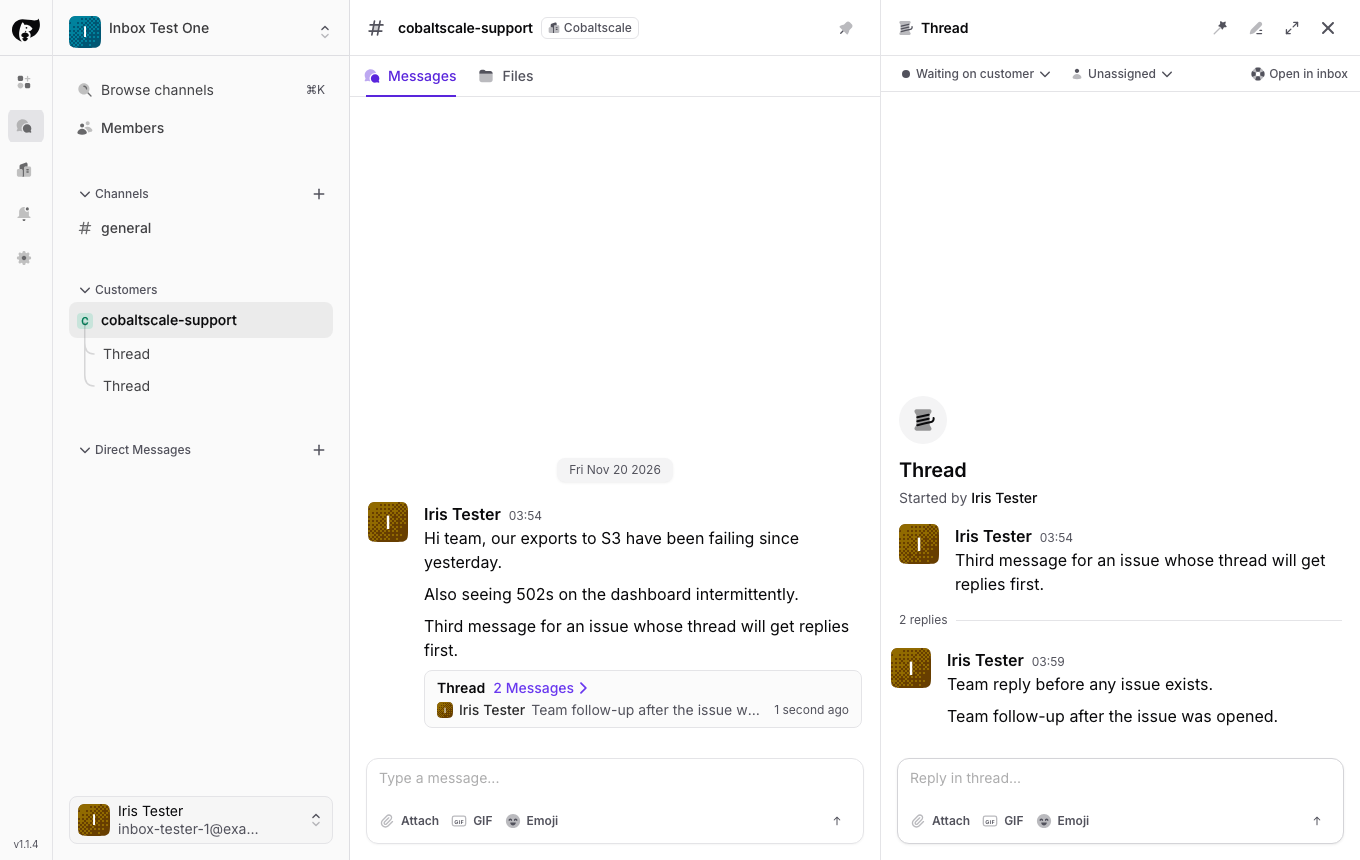 I
Inbox Test One
Browse channels
⌘K
Members
Channels
general
Customers
C
cobaltscale-support
Thread
Thread
Direct Messages
I
Iris Tester
inbox-tester-1@exa...
v1.1.4
cobaltscale-support
Cobaltscale
Messages
Files
Fri Nov 20 2026
I
Iris Tester 03:54
Hi team, our exports to S3 have been failing since
yesterday.
Also seeing 502s on the dashboard intermittently.
Third message for an issue whose thread will get replies
first.
Thread 2 Messages
I
Iris Tester Team follow-up after the issue w... 1 second ago
Type a message...
Attach
GIF GIF
Emoji
Thread
Waiting on customer
Unassigned
Open in inbox
Thread
Started by Iris Tester
I
Iris Tester 03:54
Third message for an issue whose thread will get
replies first.
2 replies
I
Iris Tester 03:59
Team reply before any issue exists.
Team follow-up after the issue was opened.
Reply in thread...
Attach
GIF GIF
Emoji